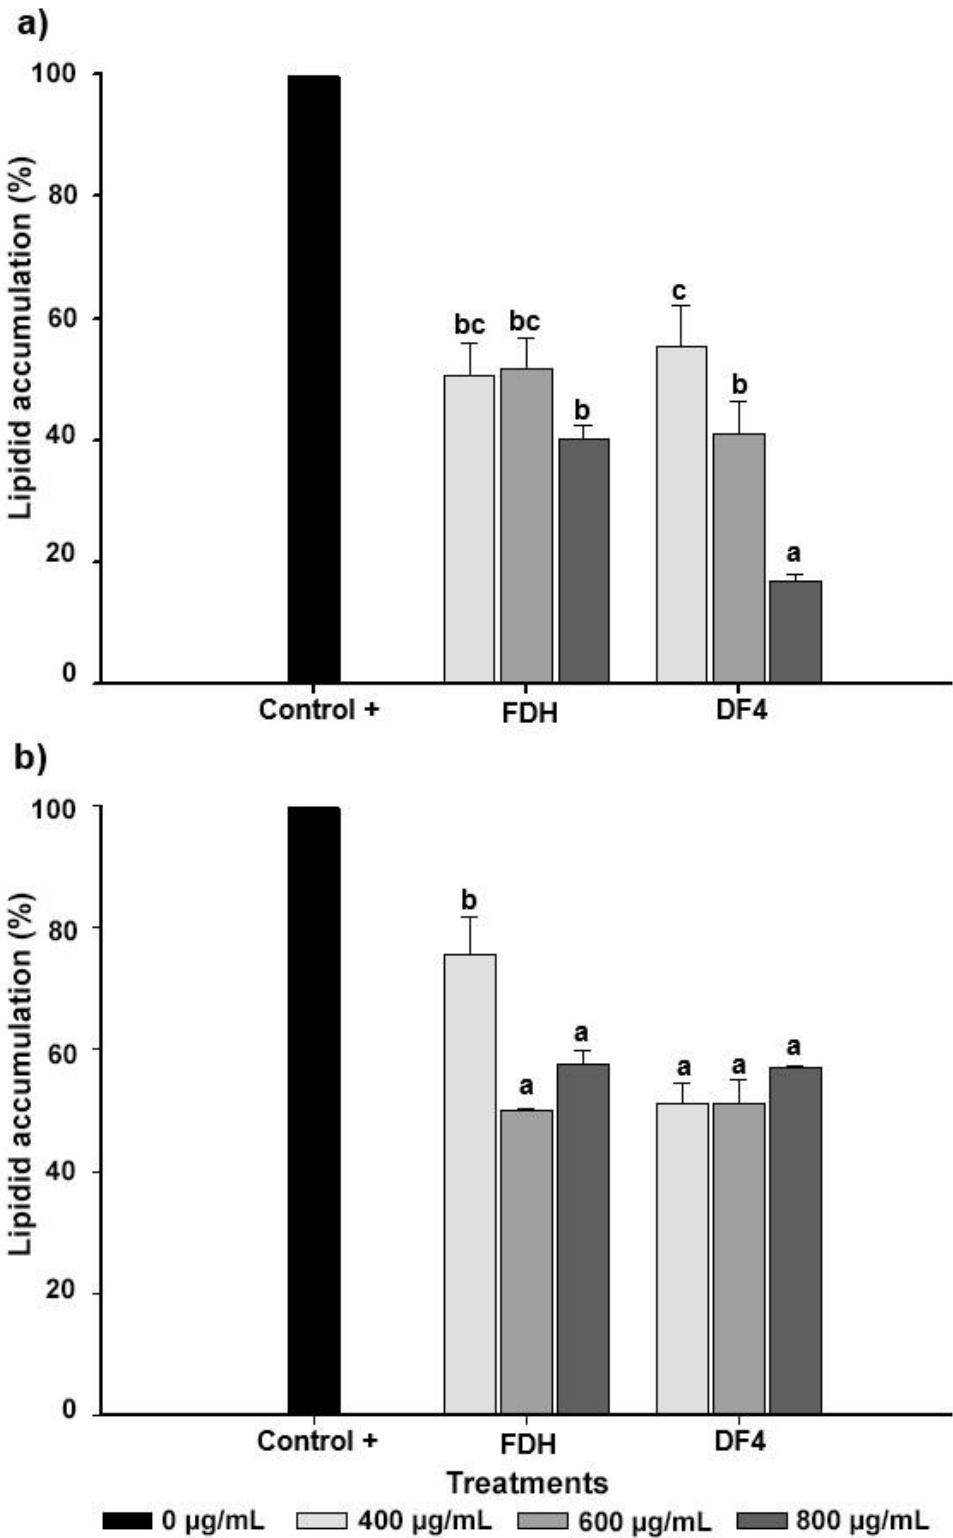 a)
Lipidid accumulation (%)
100
80
60
40
20
0
bc
bc
b
c
b
a
Control +
FDH
DF4
b)
Lipidid accumulation (%)
100
80
60
40
20
0
b
a
a
a
a
a
Control +
FDH
DF4
Treatments
0 µg/mL 400 µg/mL 600 µg/mL 800 µg/mL